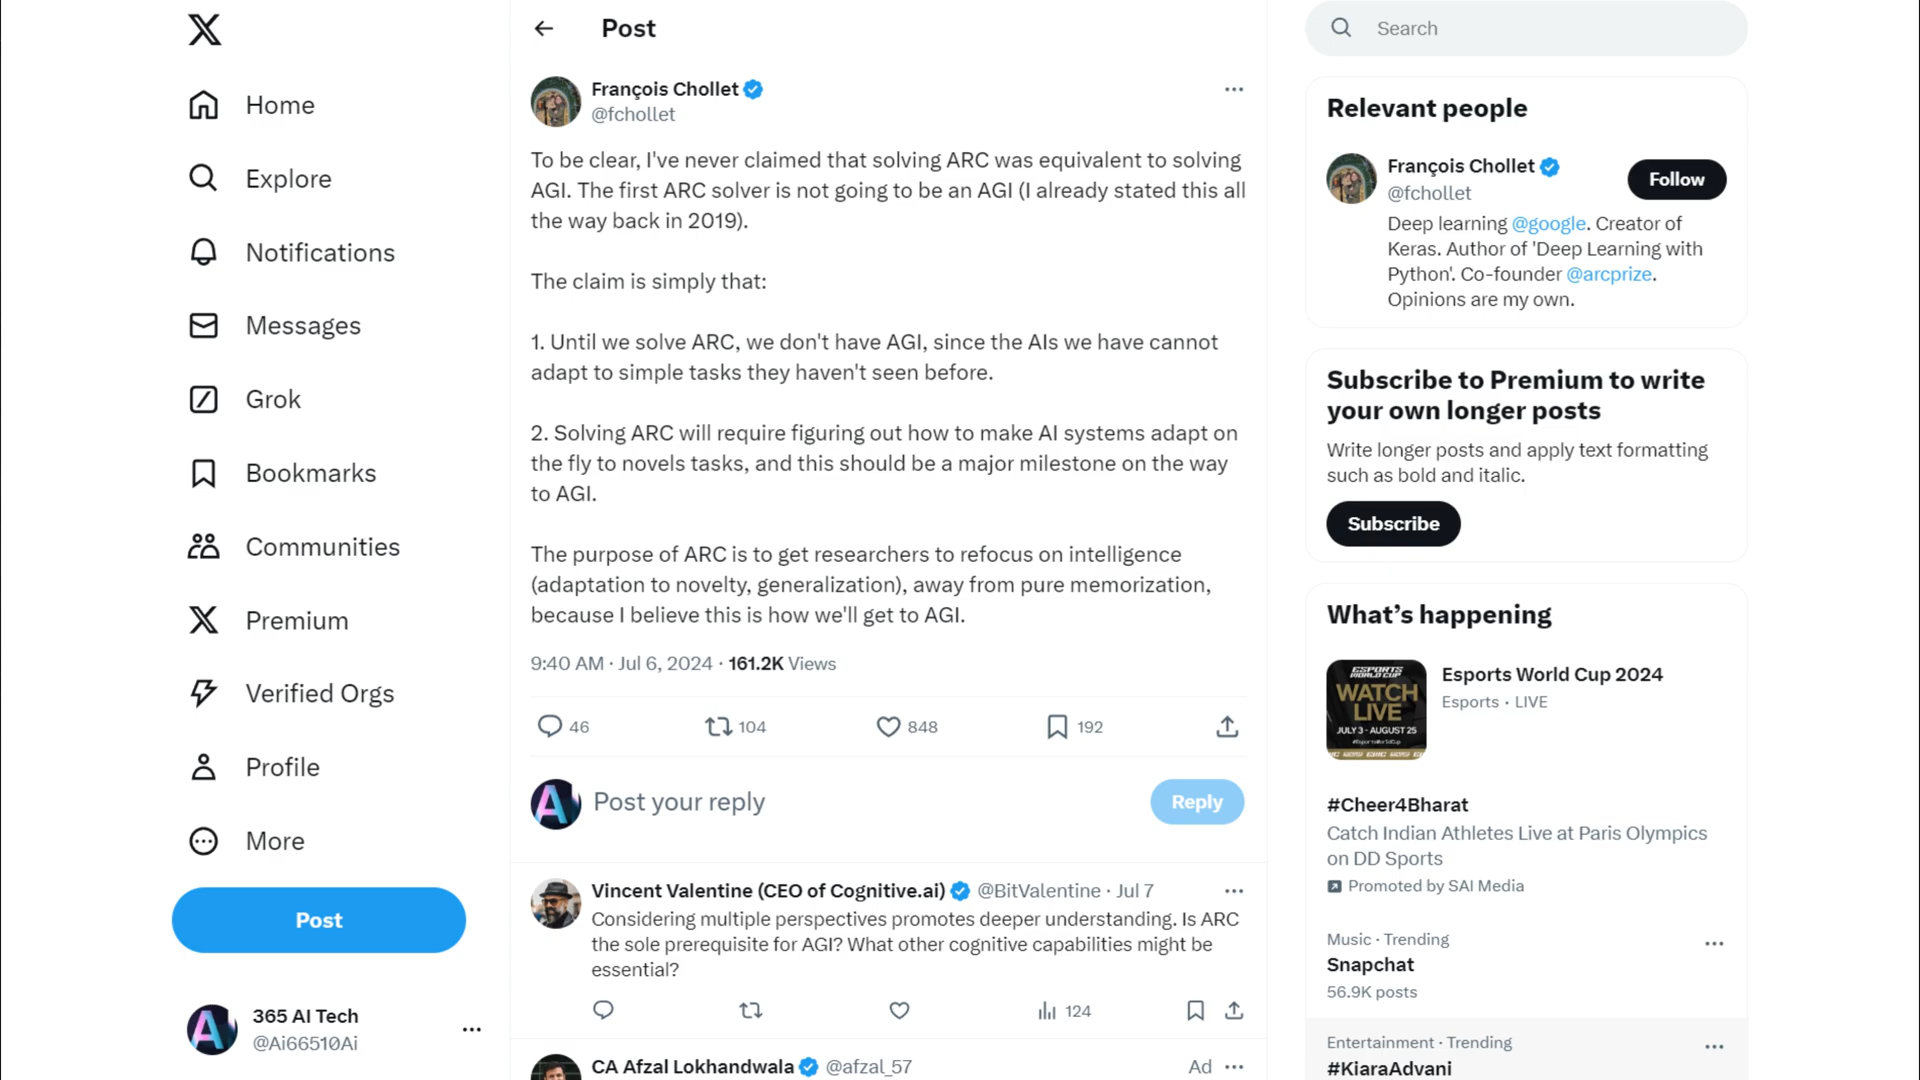 Home
Explore
Notifications
Messages
Grok
Bookmarks
Communities
Premium
Verified Orgs
Profile
More
Post
365 AI Tech
@Ai66510Ai
Post
François Chollet
@fchollet
To be clear, I've never claimed that solving ARC was equivalent to solving
AGI. The first ARC solver is not going to be an AGI (I already stated this all
the way back in 2019).
The claim is simply that:
1. Until we solve ARC, we don't have AGI, since the AIs we have cannot
adapt to simple tasks they haven't seen before.
2. Solving ARC will require figuring out how to make AI systems adapt on
the fly to novels tasks, and this should be a major milestone on the way
to AGI.
The purpose of ARC is to get researchers to refocus on intelligence
(adaptation to novelty, generalization), away from pure memorization,
because I believe this is how we'll get to AGI.
9:40 AM · Jul 6, 2024 · 161.2K Views
46 104 848 192
Post your reply
Reply
Vincent Valentine (CEO of Cognitive.ai) @BitValentine · Jul 7
Considering multiple perspectives promotes deeper understanding. Is ARC
the sole prerequisite for AGI? What other cognitive capabilities might be
essential?
124
CA Afzal Lokhandwala @afzal_57 Ad
Search
Relevant people
François Chollet
@fchollet
Follow
Deep learning @google. Creator of
Keras. Author of 'Deep Learning with
Python'. Co-founder @arcprize.
Opinions are my own.
Subscribe to Premium to write
your own longer posts
Write longer posts and apply text formatting
such as bold and italic.
Subscribe
What's happening
ESPORTS
WORLD CUP
WATCH
LIVE
JULY 3 - AUGUST 25
Esports World Cup 2024
Esports · LIVE
#Cheer4Bharat
Catch Indian Athletes Live at Paris Olympics
on DD Sports
Promoted by SAI Media
Music · Trending
Snapchat
56.9K posts
Entertainment · Trending
#KiaraAdvani